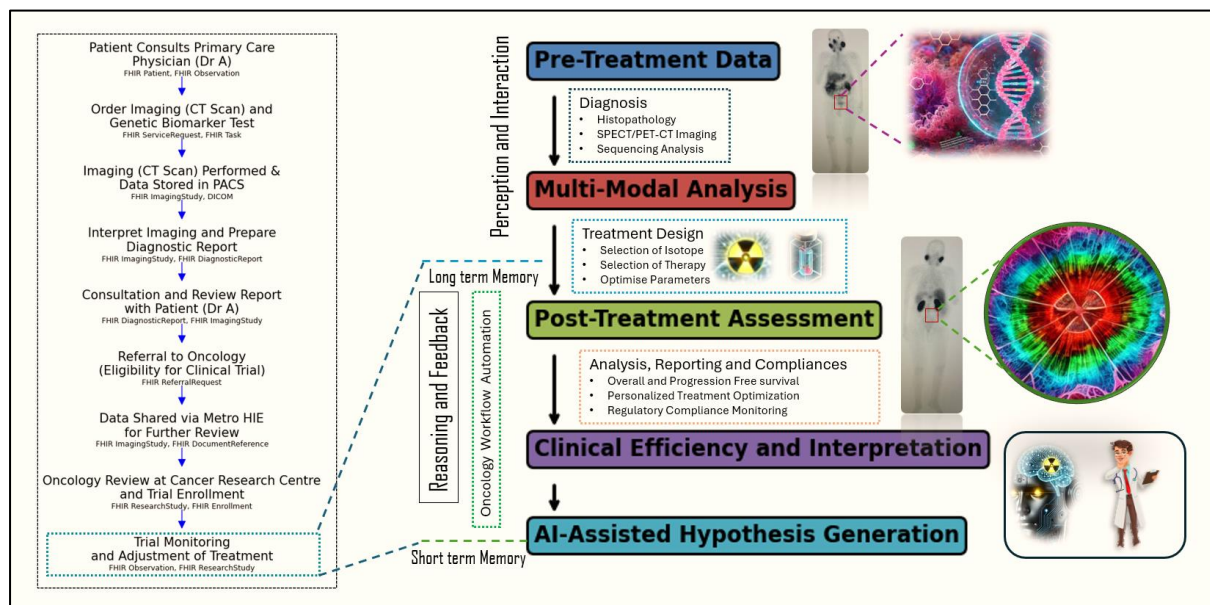 Patient Consults Primary Care
Physician (Dr A)
FHIR Patient, FHIR Observation
Order Imaging (CT Scan) and
Genetic Biomarker Test
FHIR ServiceRequest, FHIR Task
Imaging (CT Scan) Performed &
Data Stored in PACS
FHIR ImagingStudy, DICOM
Interpret Imaging and Prepare
Diagnostic Report
FHIR ImagingStudy, FHIR DiagnosticReport
Consultation and Review Report
with Patient (Dr A)
FHIR DiagnosticReport, FHIR ImagingStudy
Referral to Oncology
(Eligibility for Clinical Trial)
FHIR ReferralRequest
Data Shared via Metro HIE
for Further Review
FHIR ImagingStudy, FHIR DocumentReference
Oncology Review at Cancer Research Centre
and Trial Enrollment
FHIR ResearchStudy, FHIR Enrollment
Trial Monitoring
and Adjustment of Treatment
FHIR Observation, FHIR ResearchStudy
Perception and Interaction
Long term Memory
Reasoning and Feedback
Oncology Workflow Automation
Short term Memory
Pre-Treatment Data
Diagnosis
• Histopathology
• SPECT/PET-CT Imaging
• Sequencing Analysis
Multi-Modal Analysis
Treatment Design
• Selection of Isotope
• Selection of Therapy
• Optimise Parameters
Post-Treatment Assessment
Analysis, Reporting and Compliances
• Overall and Progression Free survival
• Personalized Treatment Optimization
• Regulatory Compliance Monitoring
Clinical Efficiency and Interpretation
AI-Assisted Hypothesis Generation